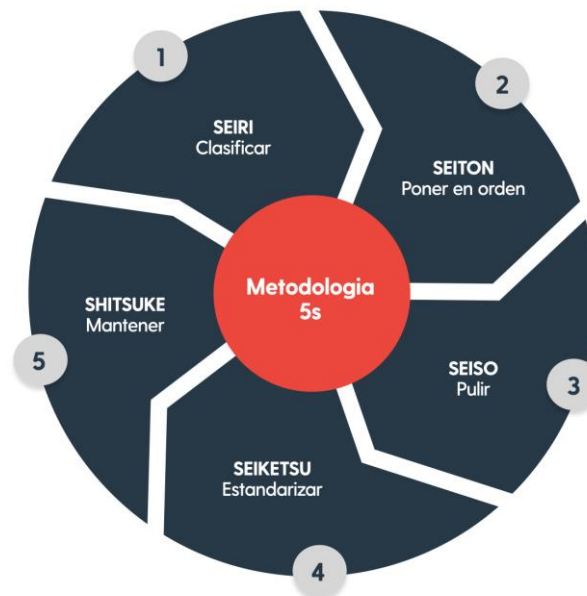 1
SEIRI
Clasificar
2
SEITON
Poner en orden
Metodologia
5s
3
SEISO
Pulir
4
SEIKETSU
Estandarizar
5
SHITSUKE
Mantener